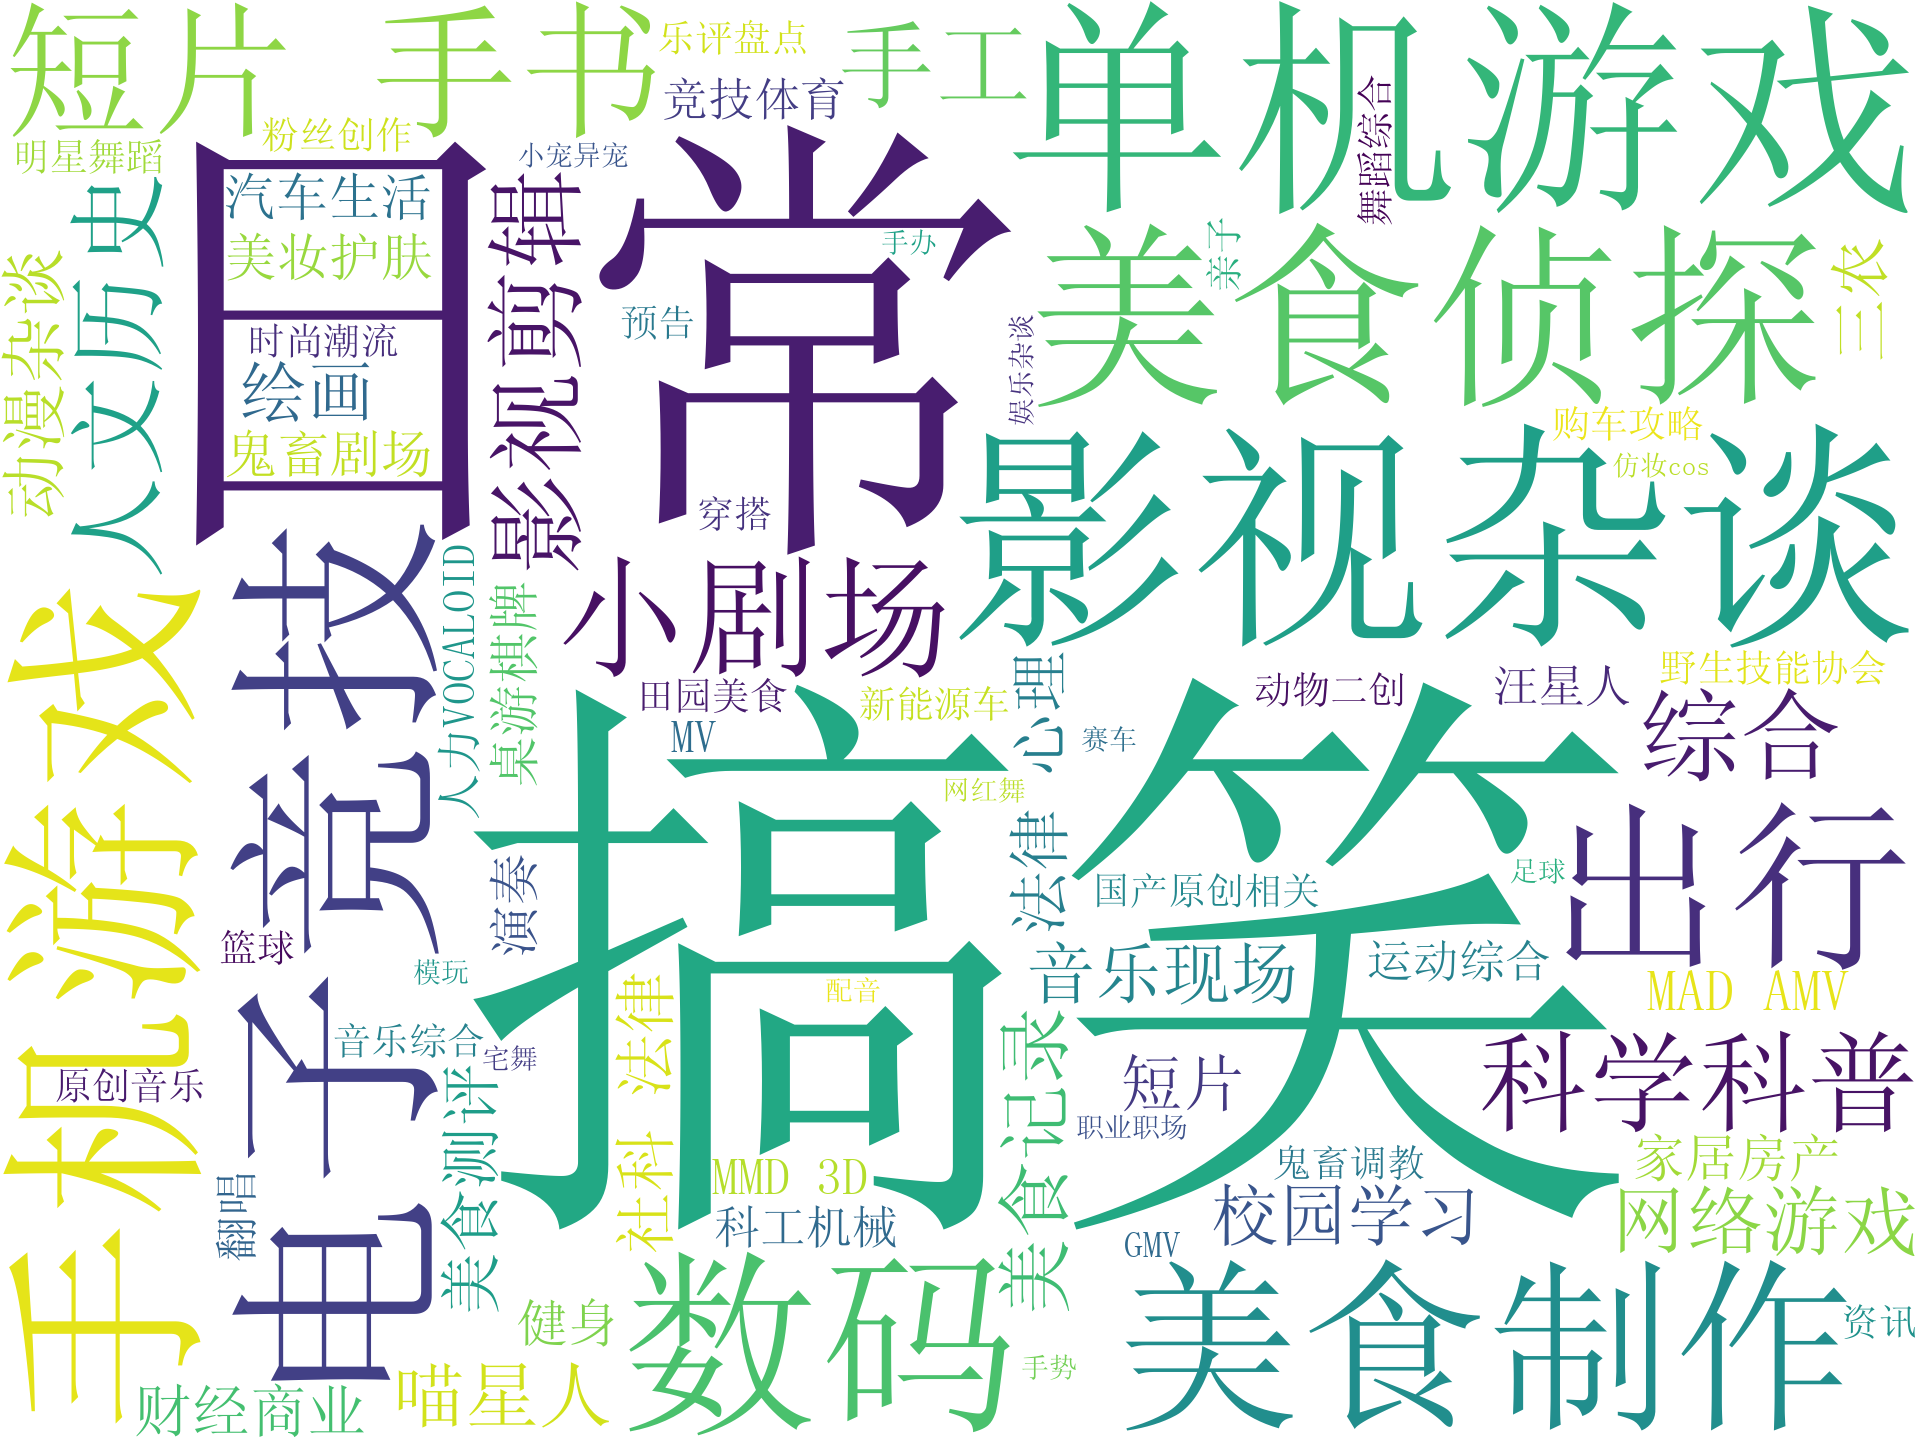 短片 手书
乐评盘点
手工
单机游戏
竞技体育
粉丝创作
明星舞蹈
小宠异宠
舞蹈综合
日常
汽车生活
美妆护肤
时尚潮流
绘画
鬼畜剧场
人文历史
动漫杂谈
影视剪辑
手办
预告
穿搭
亲子
娱乐杂谈
美食侦探
三农
购车攻略
仿妆cos
影视杂谈
小剧场
手机游戏
电子竞技
人力VOCALOID
桌游棋牌
田园美食
新能源车
MV
心理
赛车
动物二创
汪星人
野生技能协会
综合
搞笑
网红舞
法律
国产原创相关
足球
出行
演奏
篮球
模玩
配音
音乐现场
运动综合
MAD AMV
音乐综合
宅舞
原创音乐
社科 法律
美食测评
美食记录
短片
职业职场
科学科普
家居房产
鬼畜调教
校园学习
网络游戏
MMD 3D
科工机械
翻唱
GMV
数码
美食制作
健身
手势
资讯
财经商业
喵星人